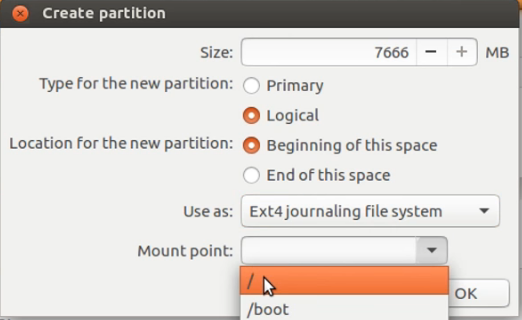 Create partition
Size: 7666 − + MB
Type for the new partition: Primary
Logical
Location for the new partition: Beginning of this space
End of this space
Use as: Ext4 journaling file system
Mount point:
/
OK
/boot